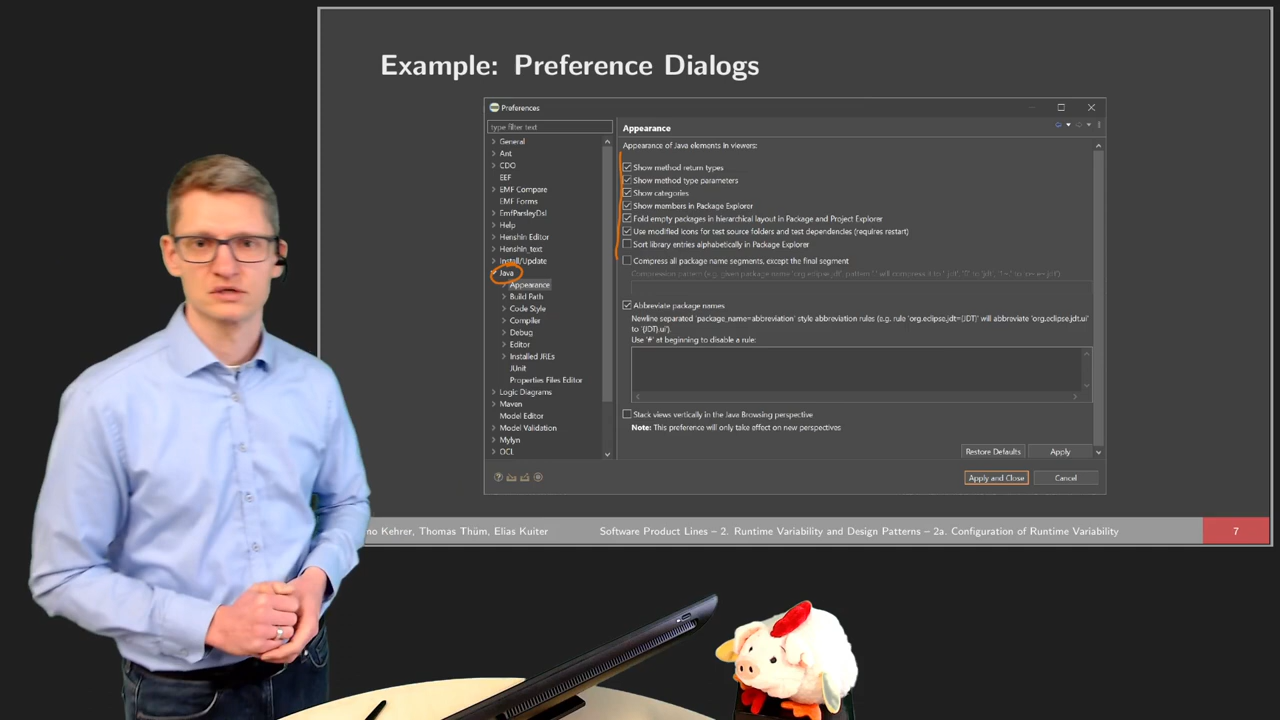 Example: Preference Dialogs
Preferences
type filter text
General
Ant
CDO
EEF
EMF Compare
EMF Forms
EmfParsleyDsl
Help
Henshin Editor
Henshin_text
Install/Update
Java
Appearance
Build Path
Code Style
Compiler
Debug
Editor
Installed JREs
JUnit
Properties Files Editor
Logic Diagrams
Maven
Model Editor
Model Validation
Mylyn
OCL
Appearance
Appearance of Java elements in viewers:
Show method return types
Show method type parameters
Show categories
Show members in Package Explorer
Fold empty packages in hierarchical layout in Package and Project Explorer
Use modified icons for test source folders and test dependencies (requires restart)
Sort library entries alphabetically in Package Explorer
Compress all package name segments, except the final segment
Abbreviate package names
Newline separated 'package_name=abbreviation' style abbreviation rules (e.g. rule 'org.eclipse.jdt={JDT}' will abbreviate 'org.eclipse.jdt.ui'
to '{JDT}.ui').
Use '#' at beginning to disable a rule:
Stack views vertically in the Java Browsing perspective
Note: This preference will only take effect on new perspectives
Restore Defaults
Apply
Apply and Close
Cancel
no Kehrer, Thomas Thüm, Elias Kuiter
Software Product Lines – 2. Runtime Variability and Design Patterns – 2a. Configuration of Runtime Variability
7